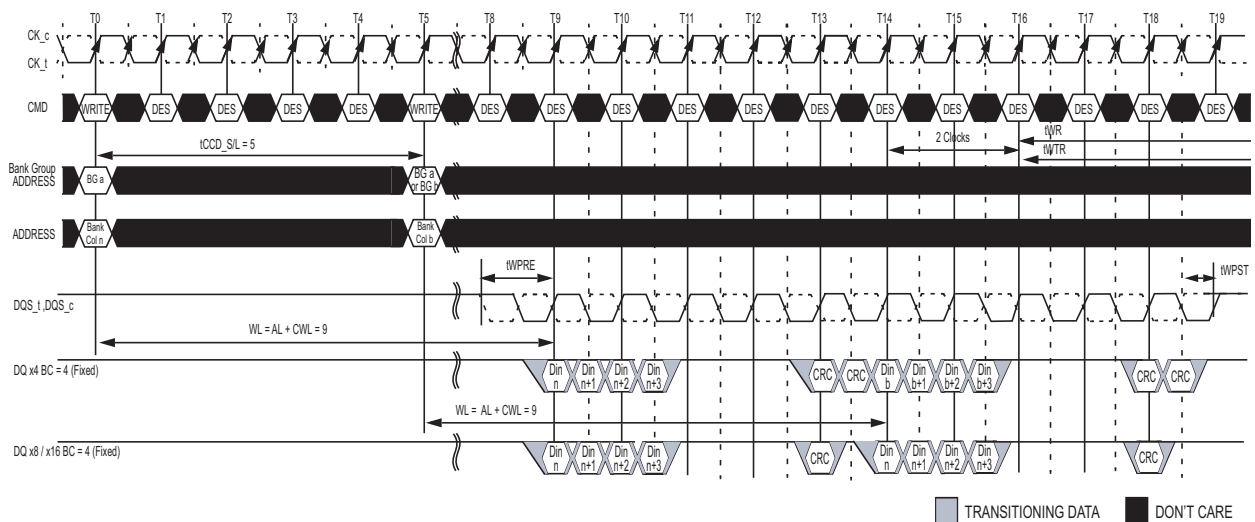 T0 T1 T2 T3 T4 T5 T8 T9 T10 T11 T12 T13 T14 T15 T16 T17 T18 T19
CK_c
CK_t
CMD WRITE DES DES DES DES WRITE DES DES DES DES DES DES DES DES DES DES DES DES
tCCD_S/L = 5
2 Clocks
tWR
tWTR
Bank Group
ADDRESS
BG a
BG a
or BG b
ADDRESS
Bank
Col n
Bank
Col b
tWPRE
tWPST
DQS_t ,DQS_c
WL = AL + CWL = 9
DQ x4 BC = 4 (Fixed)
Din
n
Din
n+1
Din
n+2
Din
n+3
CRC
CRC
Din
b
Din
b+1
Din
b+2
Din
b+3
CRC
CRC
WL = AL + CWL = 9
DQ x8 / x16 BC = 4 (Fixed)
Din
n
Din
n+1
Din
n+2
Din
n+3
CRC
Din
n
Din
n+1
Din
n+2
Din
n+3
CRC
TRANSITIONING DATA
DON'T CARE